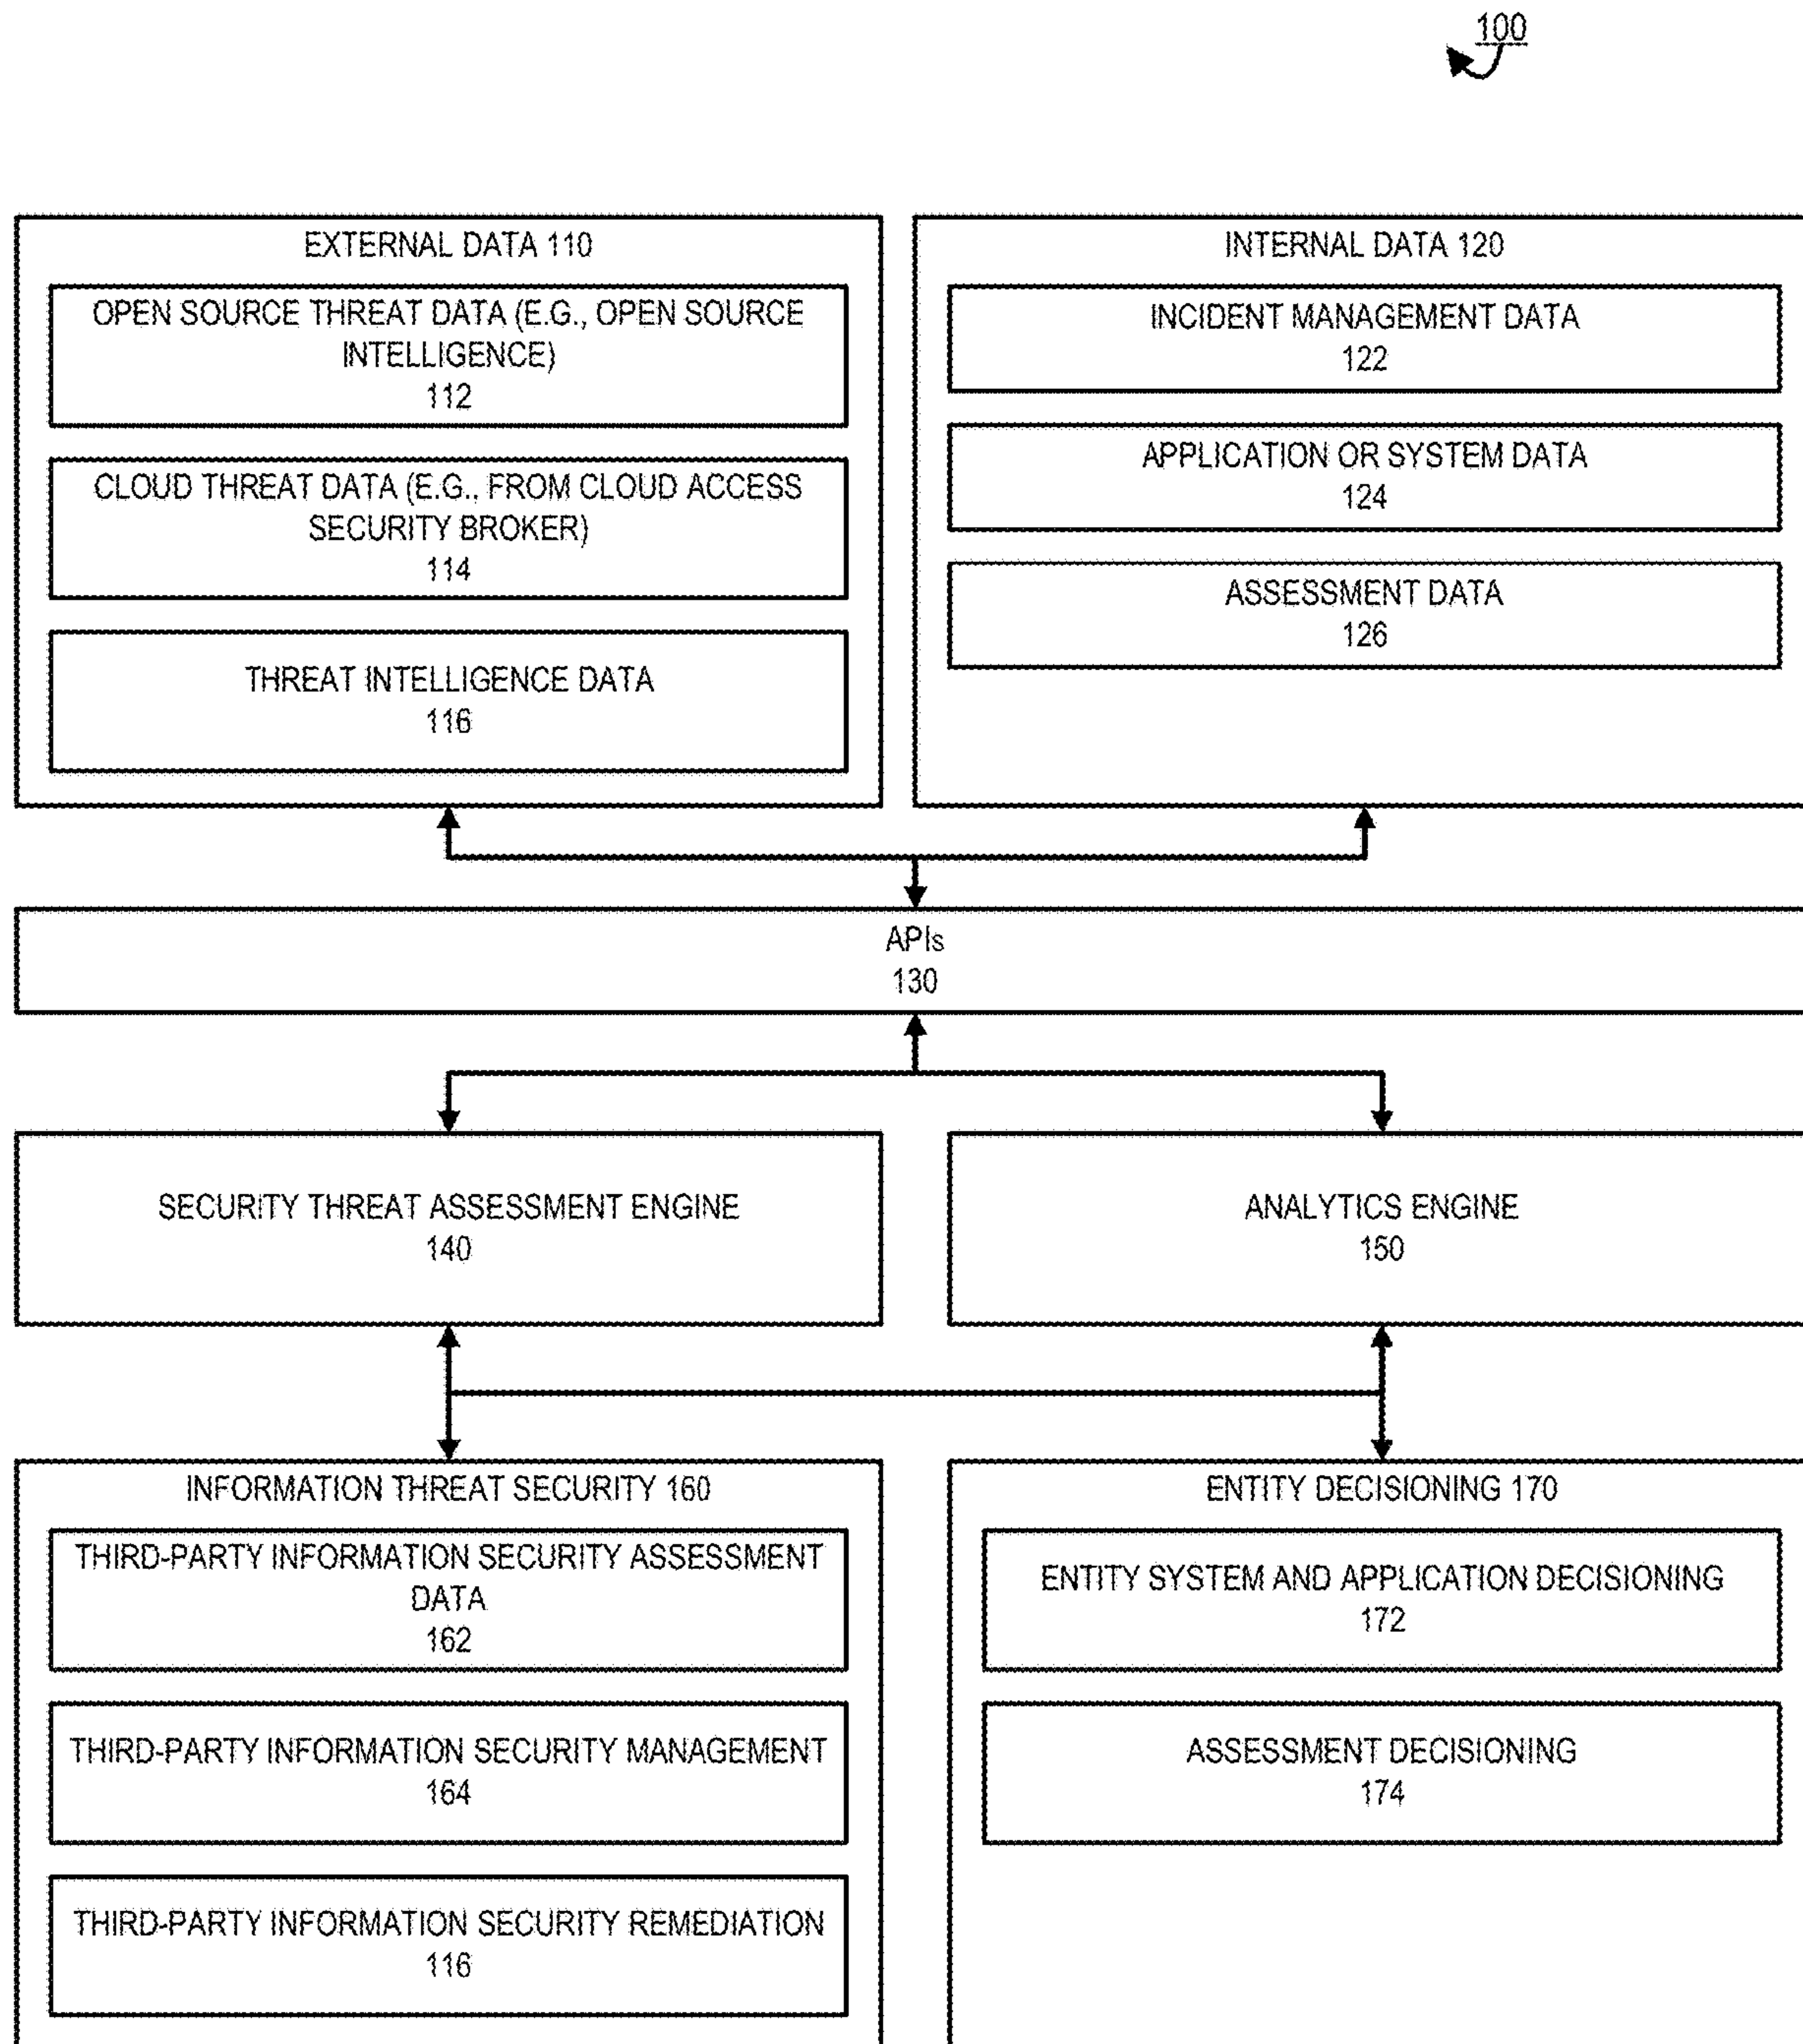 100
EXTERNAL DATA 110
OPEN SOURCE THREAT DATA (E.G., OPEN SOURCE
INTELLIGENCE)
112
CLOUD THREAT DATA (E.G., FROM CLOUD ACCESS
SECURITY BROKER)
114
THREAT INTELLIGENCE DATA
116
INTERNAL DATA 120
INCIDENT MANAGEMENT DATA
122
APPLICATION OR SYSTEM DATA
124
ASSESSMENT DATA
126
APIs
130
SECURITY THREAT ASSESSMENT ENGINE
140
ANALYTICS ENGINE
150
INFORMATION THREAT SECURITY 160
THIRD-PARTY INFORMATION SECURITY ASSESSMENT
DATA
162
THIRD-PARTY INFORMATION SECURITY MANAGEMENT
164
THIRD-PARTY INFORMATION SECURITY REMEDIATION
116
ENTITY DECISIONING 170
ENTITY SYSTEM AND APPLICATION DECISIONING
172
ASSESSMENT DECISIONING
174